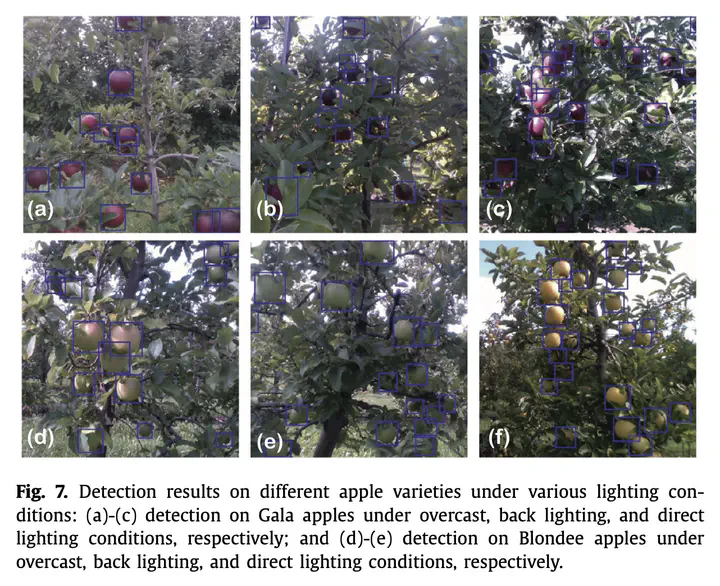 (a)
(b)
(c)
(d)
(e)
(f)
Fig. 7. Detection results on different apple varieties under various lighting con-
ditions: (a)-(c) detection on Gala apples under overcast, back lighting, and direct
lighting conditions, respectively; and (d)-(e) detection on Blondee apples under
overcast, back lighting, and direct lighting conditions, respectively.